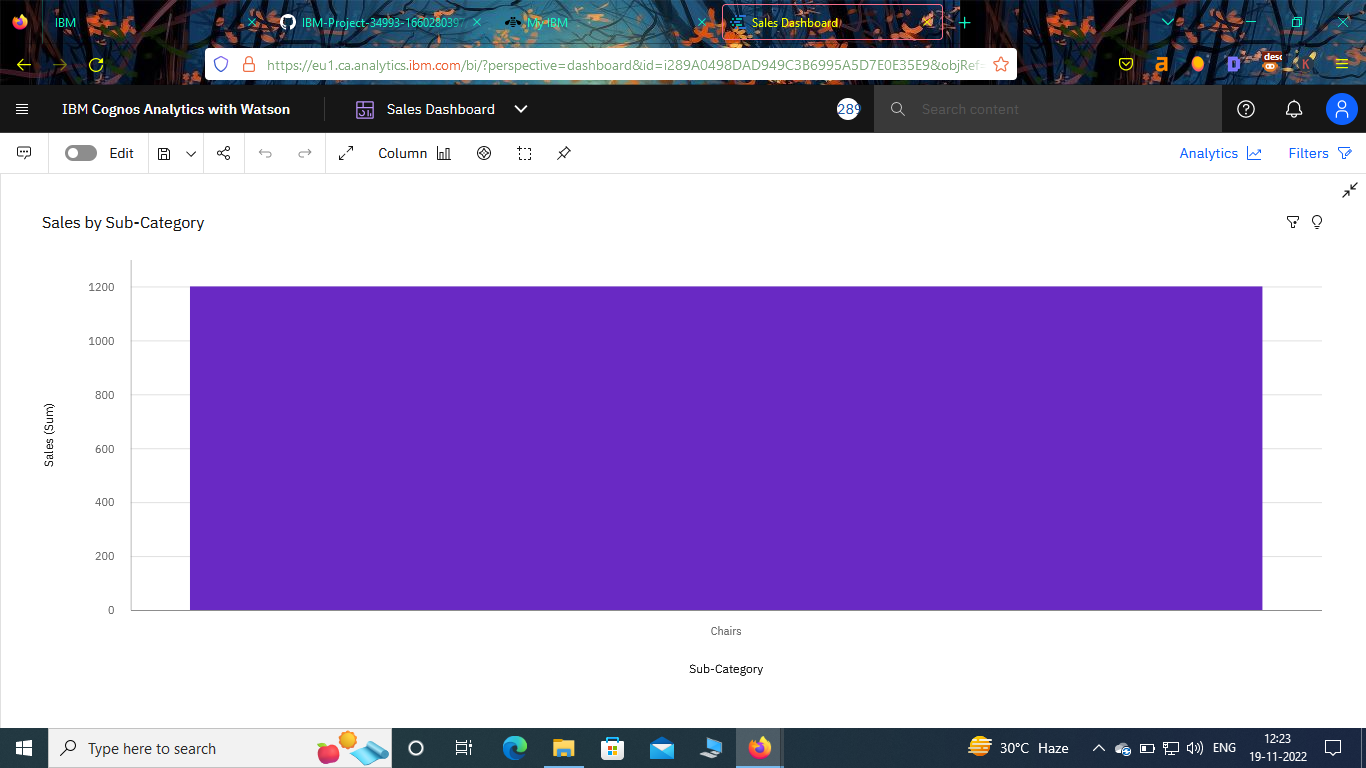 IBM
IBM-Project-34993-1660280397
My IBM
Sales Dashboard
https://eu1.ca.analytics.ibm.com/bi/?perspective=dashboard&id=i289A0498DAD949C3B6995A5D7E0E35E9&objRef=
desc
K
IBM Cognos Analytics with Watson
Sales Dashboard
289
Search content
Edit
Column
Analytics
Filters
Sales by Sub-Category
1200
1000
800
600
400
200
0
Sales (Sum)
Chairs
Sub-Category
Type here to search
30°C Haze
ENG
12:23
19-11-2022